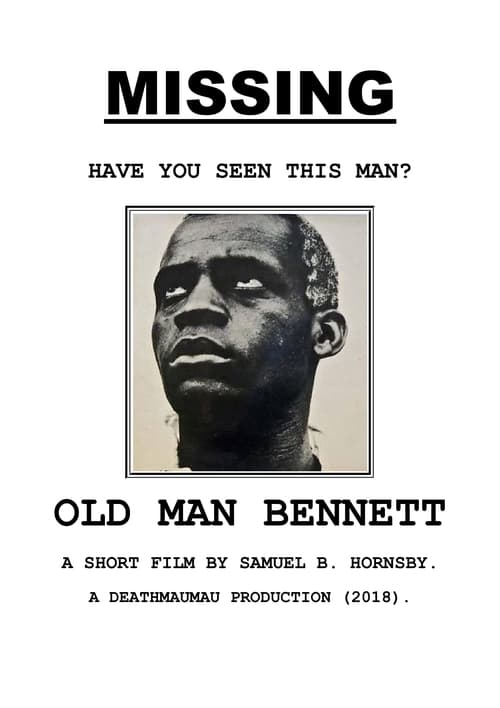 MISSING
HAVE YOU SEEN THIS MAN?
OLD MAN BENNETT
A SHORT FILM BY SAMUEL B. HORNSBY.
A DEATHMAUMAU PRODUCTION (2018).